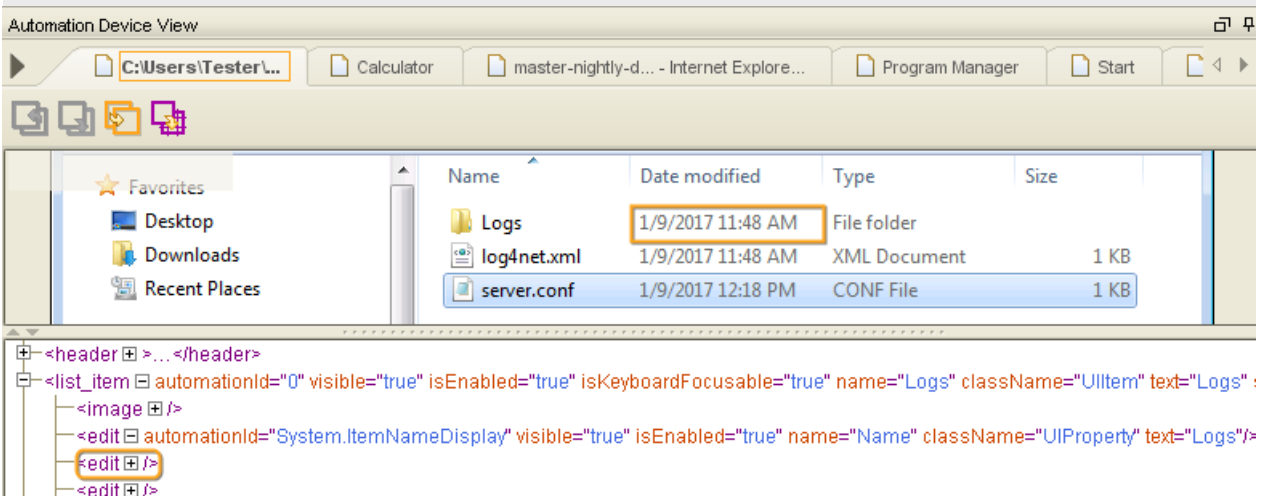 Automation Device View
C:\Users\Tester\...
Calculator
master-nightly-d... - Internet Explore...
Program Manager
Start
Favorites
Desktop
Downloads
Recent Places
Name Date modified Type Size
Logs 1/9/2017 11:48 AM File folder
log4net.xml 1/9/2017 11:48 AM XML Document 1 KB
server.conf 1/9/2017 12:18 PM CONF File 1 KB
<header >...</header>
<list_item automationId="0" visible="true" isEnabled="true" isKeyboardFocusable="true" name="Logs" className="UIItem" text="Logs"
<image />
<edit automationId="System.ItemNameDisplay" visible="true" isEnabled="true" name="Name" className="UIProperty" text="Logs"/>
<edit />
<edit />